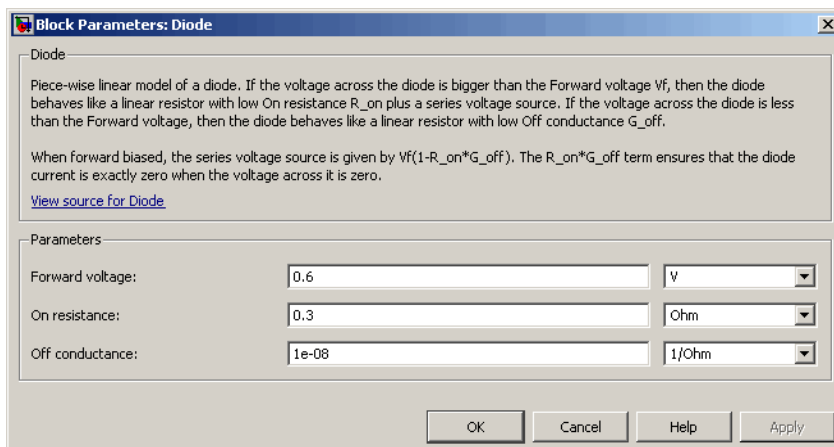 Block Parameters: Diode
Diode
Piece-wise linear model of a diode. If the voltage across the diode is bigger than the Forward voltage Vf, then the diode
behaves like a linear resistor with low On resistance R_on plus a series voltage source. If the voltage across the diode is less
than the Forward voltage, then the diode behaves like a linear resistor with low Off conductance G_off.
When forward biased, the series voltage source is given by Vf(1-R_on*G_off). The R_on*G_off term ensures that the diode
current is exactly zero when the voltage across it is zero.
View source for Diode
Parameters
Forward voltage: 0.6 V
On resistance: 0.3 Ohm
Off conductance: 1e-08 1/Ohm
OK Cancel Help Apply